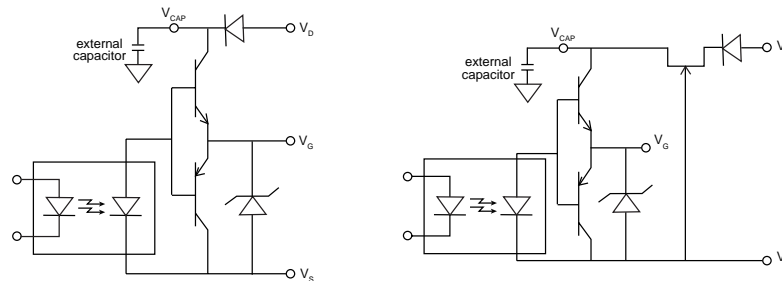 V_CAP
V_D
external
capacitor
V_G
V_S
V_CAP
V
external
capacitor
V_G
V